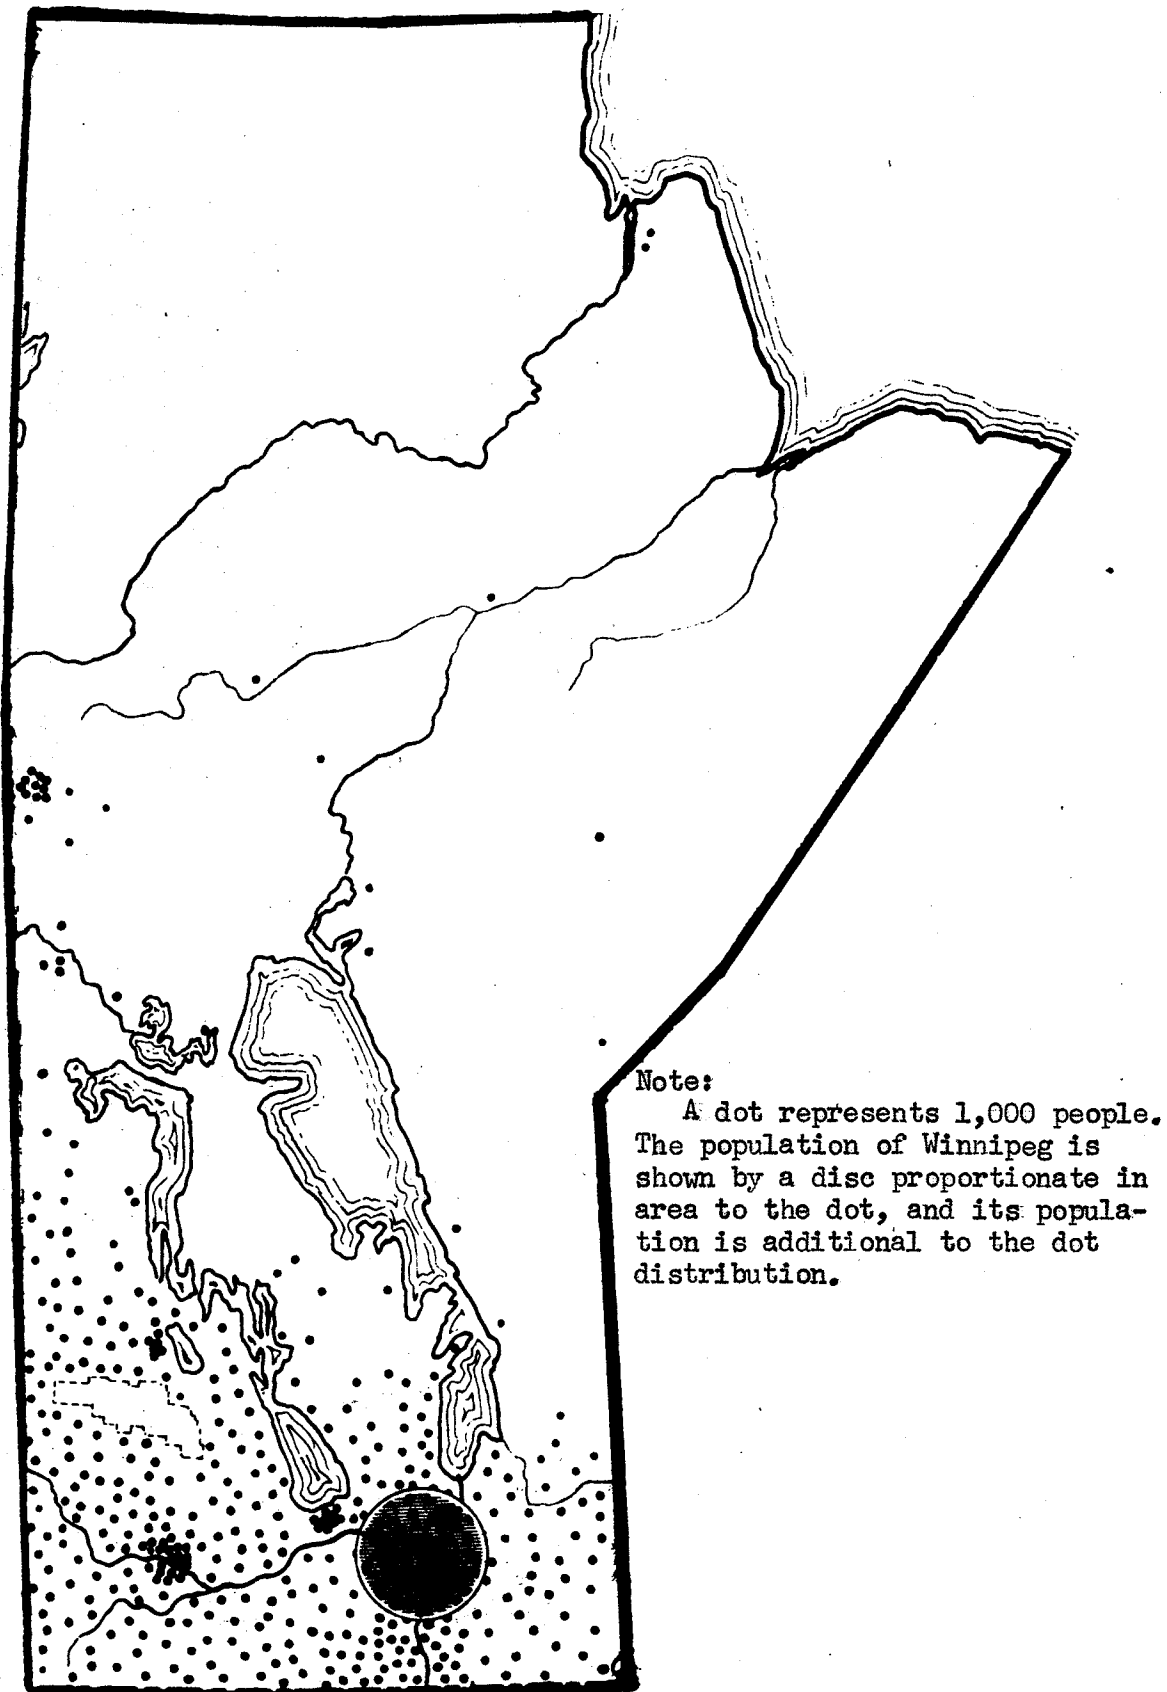 Note:
A dot represents 1,000 people.
The population of Winnipeg is
shown by a disc proportionate in
area to the dot, and its popula-
tion is additional to the dot
distribution.